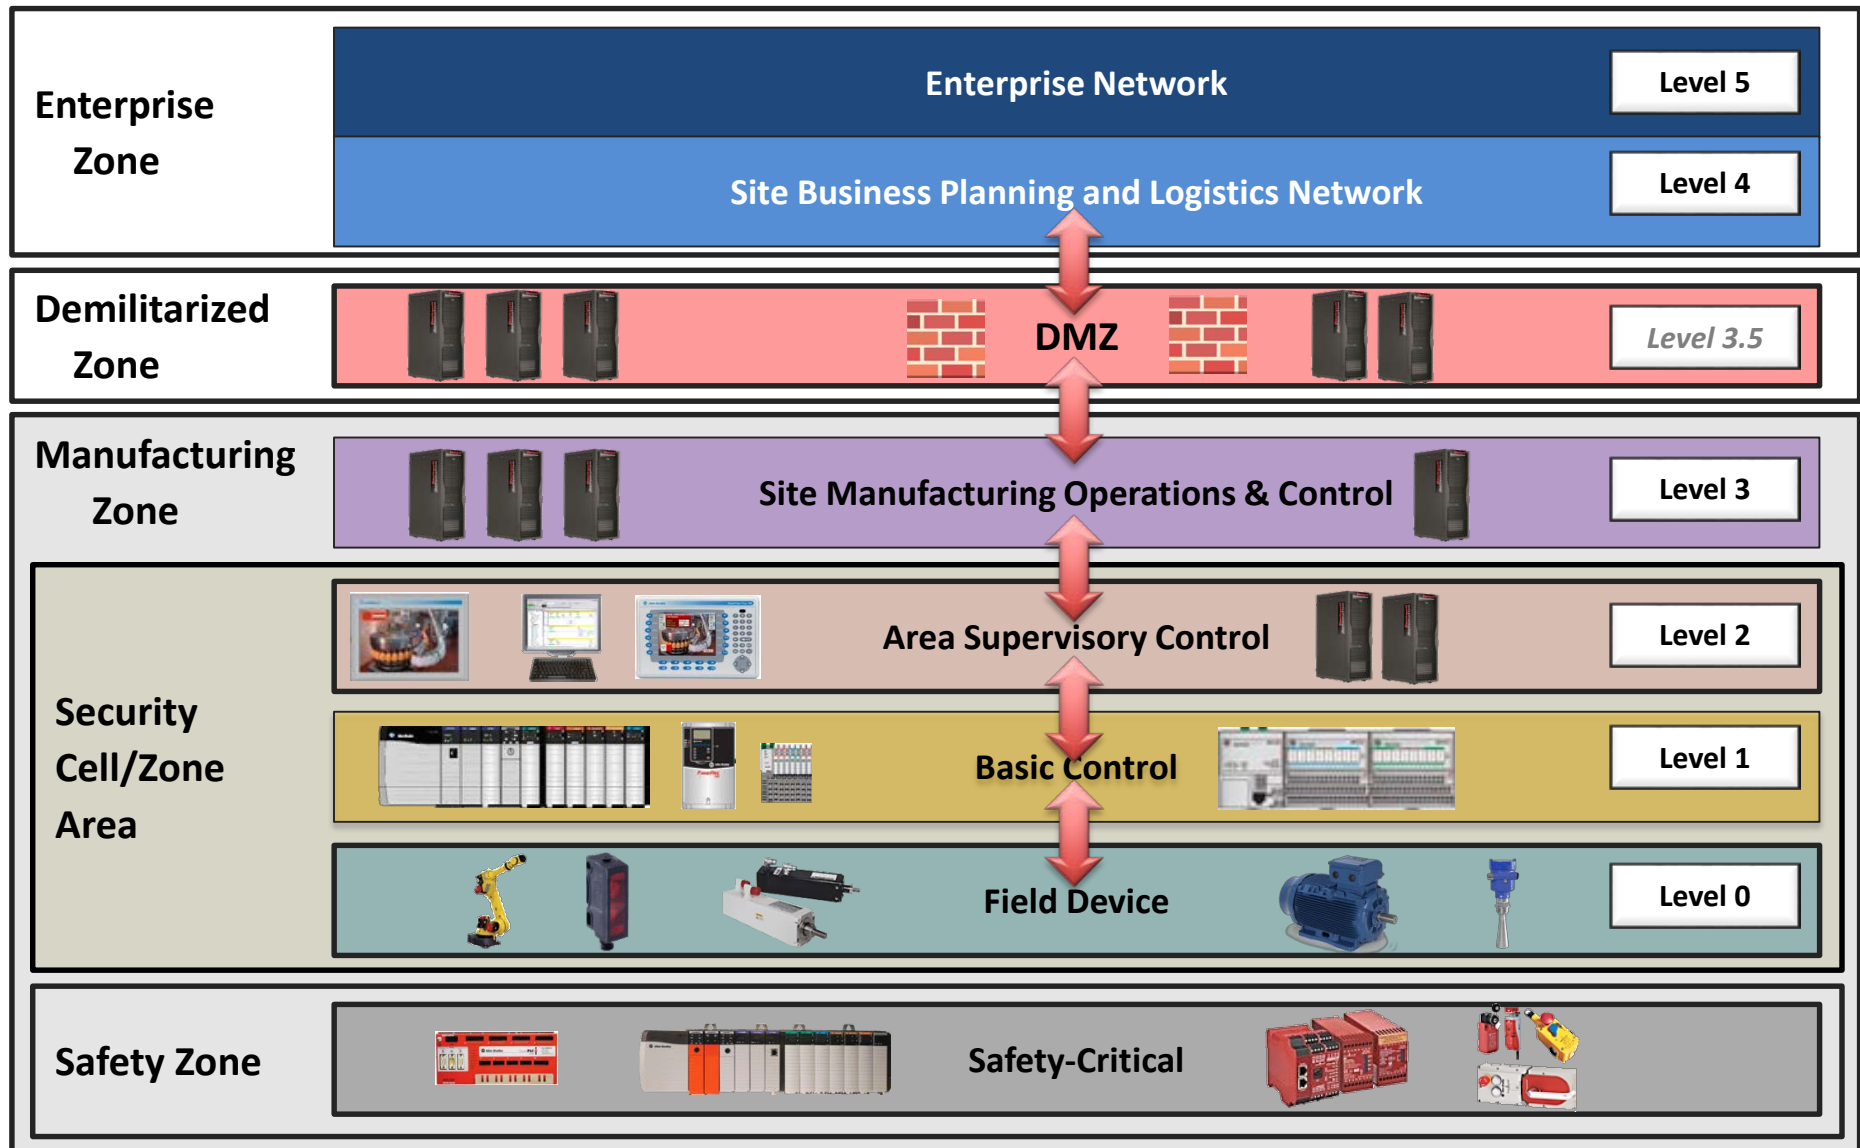 Enterprise
Zone
Enterprise Network
Level 5
Site Business Planning and Logistics Network
Level 4
Demilitarized
Zone
DMZ
Level 3.5
Manufacturing
Zone
Site Manufacturing Operations & Control
Level 3
Security
Cell/Zone
Area
Area Supervisory Control
Level 2
Basic Control
Level 1
Field Device
Level 0
Safety Zone
Safety-Critical